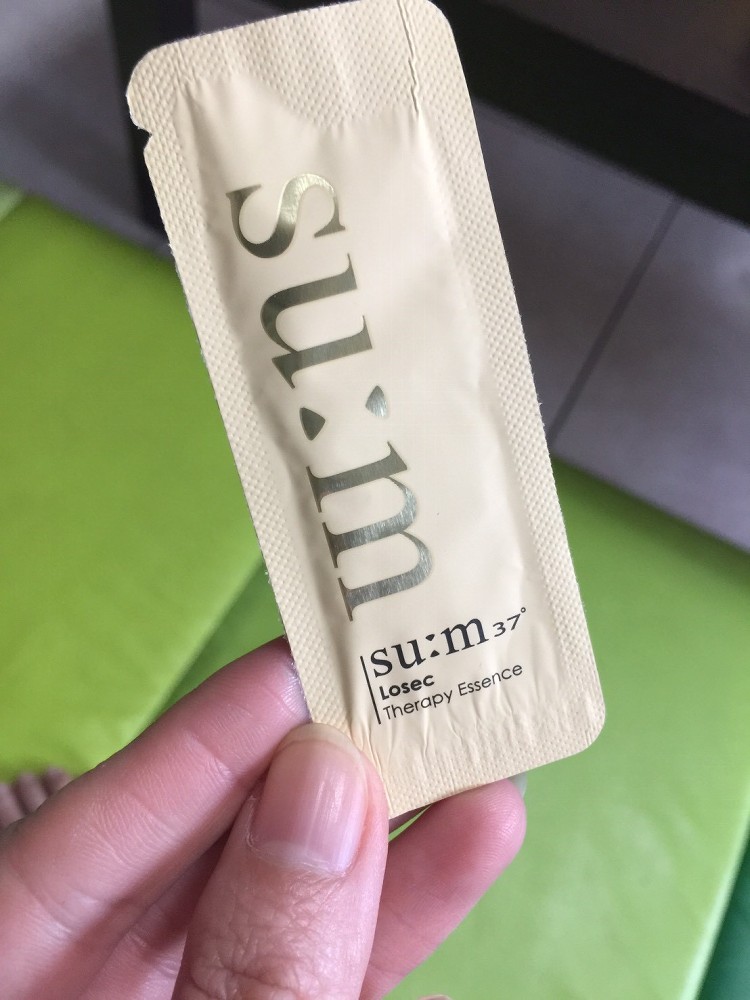 su:m
su:m37°
Losec
Therapy Essence